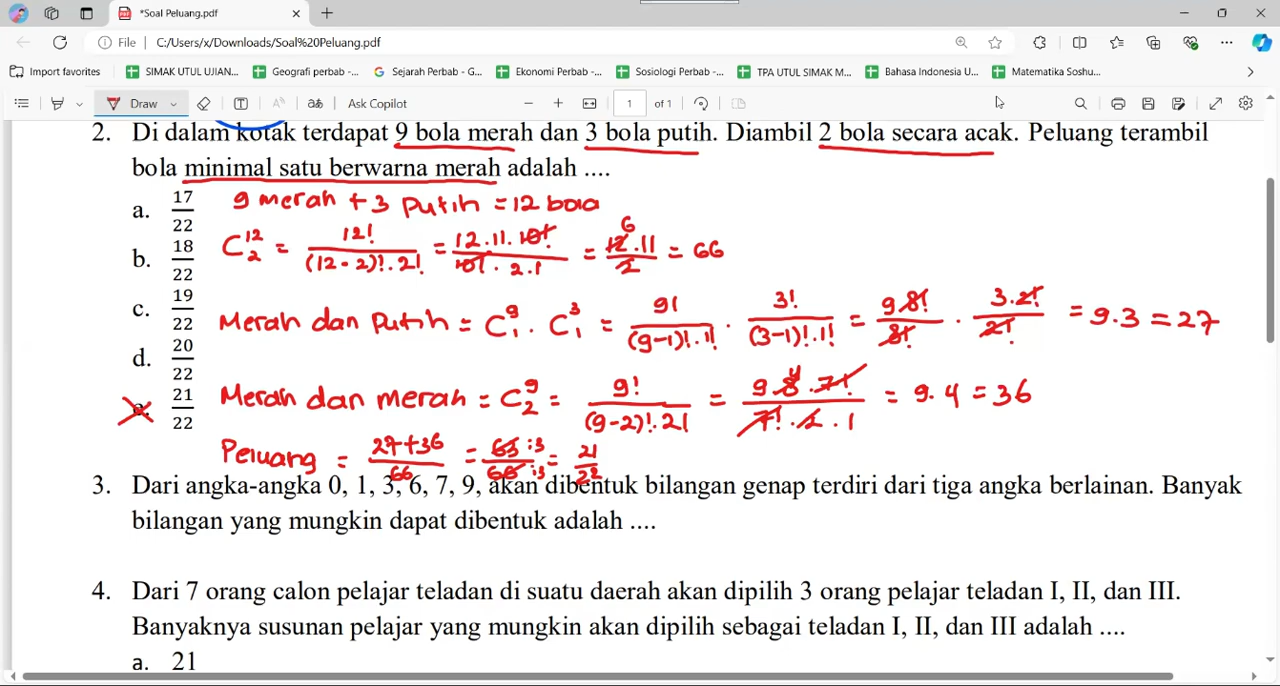 *Soal Peluang.pdf
File C:/Users/x/Downloads/Soal%20Peluang.pdf
Import favorites SIMAK UTUL UJIAN... Geografi perbab -... Sejarah Perbab - G... Ekonomi Perbab -... Sosiologi Perbab -... TPA UTUL SIMAK M... Bahasa Indonesia U... Matematika Soshu...
Draw Ask Copilot 1 of 1
2. Di dalam kotak terdapat 9 bola merah dan 3 bola putih. Diambil 2 bola secara acak. Peluang terambil
bola minimal satu berwarna merah adalah ....
a. 17/22
9 merah + 3 Putih = 12 bola
b. 18/22
C₂¹² = 12!/(12-2)!.2! = 12.11.10!/10!.2.1 = 12.11/2 = 66
6
c. 19/22
Merah dan Putih = C₁⁹ . C₁³ = 9!/(9-1)!.1! . 3!/(3-1)!.1! = 9.8!/8! . 3.2!/2! = 9.3 = 27
d. 20/22
e. 21/22
Merah dan merah = C₂⁹ = 9!/(9-2)!.2! = 9.8.7!/7!.2.1 = 9.4 = 36
4
Peluang = 27+36/66 = 63:3/66:3 = 21/22
3. Dari angka-angka 0, 1, 3, 6, 7, 9, akan dibentuk bilangan genap terdiri dari tiga angka berlainan. Banyak
bilangan yang mungkin dapat dibentuk adalah ....
4. Dari 7 orang calon pelajar teladan di suatu daerah akan dipilih 3 orang pelajar teladan I, II, dan III.
Banyaknya susunan pelajar yang mungkin akan dipilih sebagai teladan I, II, dan III adalah ....
a. 21